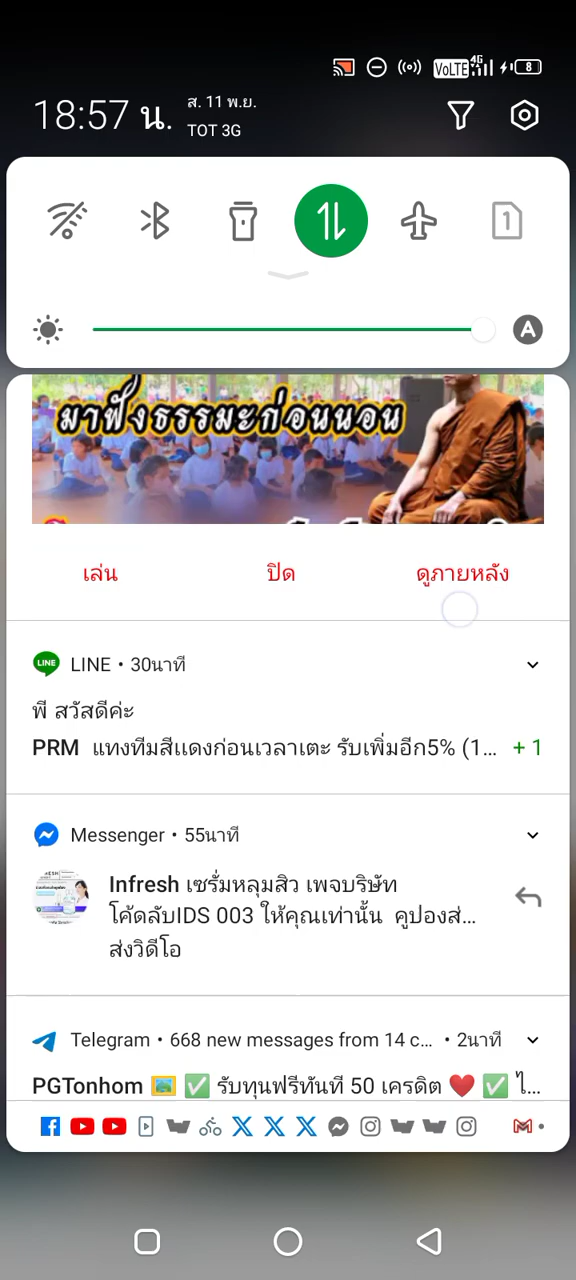 VoLTE 4G 8
18:57 น. ส. 11 พ.ย.
TOT 3G
1
A
มาฟังธรรมะก่อนนอน
เล่น ปิด ดูภายหลัง
LINE • 30นาที
พี สวัสดีค่ะ
PRM แทงทีมสีแดงก่อนเวลาเตะ รับเพิ่มอีก5% (1... + 1
Messenger • 55นาที
Infresh เซรั่มหลุมสิว เพจบริษัท
โค้ดลับIDS 003 ให้คุณเท่านั้น คูปองส่...
ส่งวิดีโอ
Telegram • 668 new messages from 14 c... • 2นาที
PGTonhom 🖼️ ✅ รับทุนฟรีทันที 50 เครดิต ❤️ ✅ ไ...